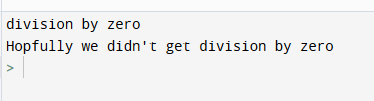 division by zero
Hopfully we didn't get division by zero
>